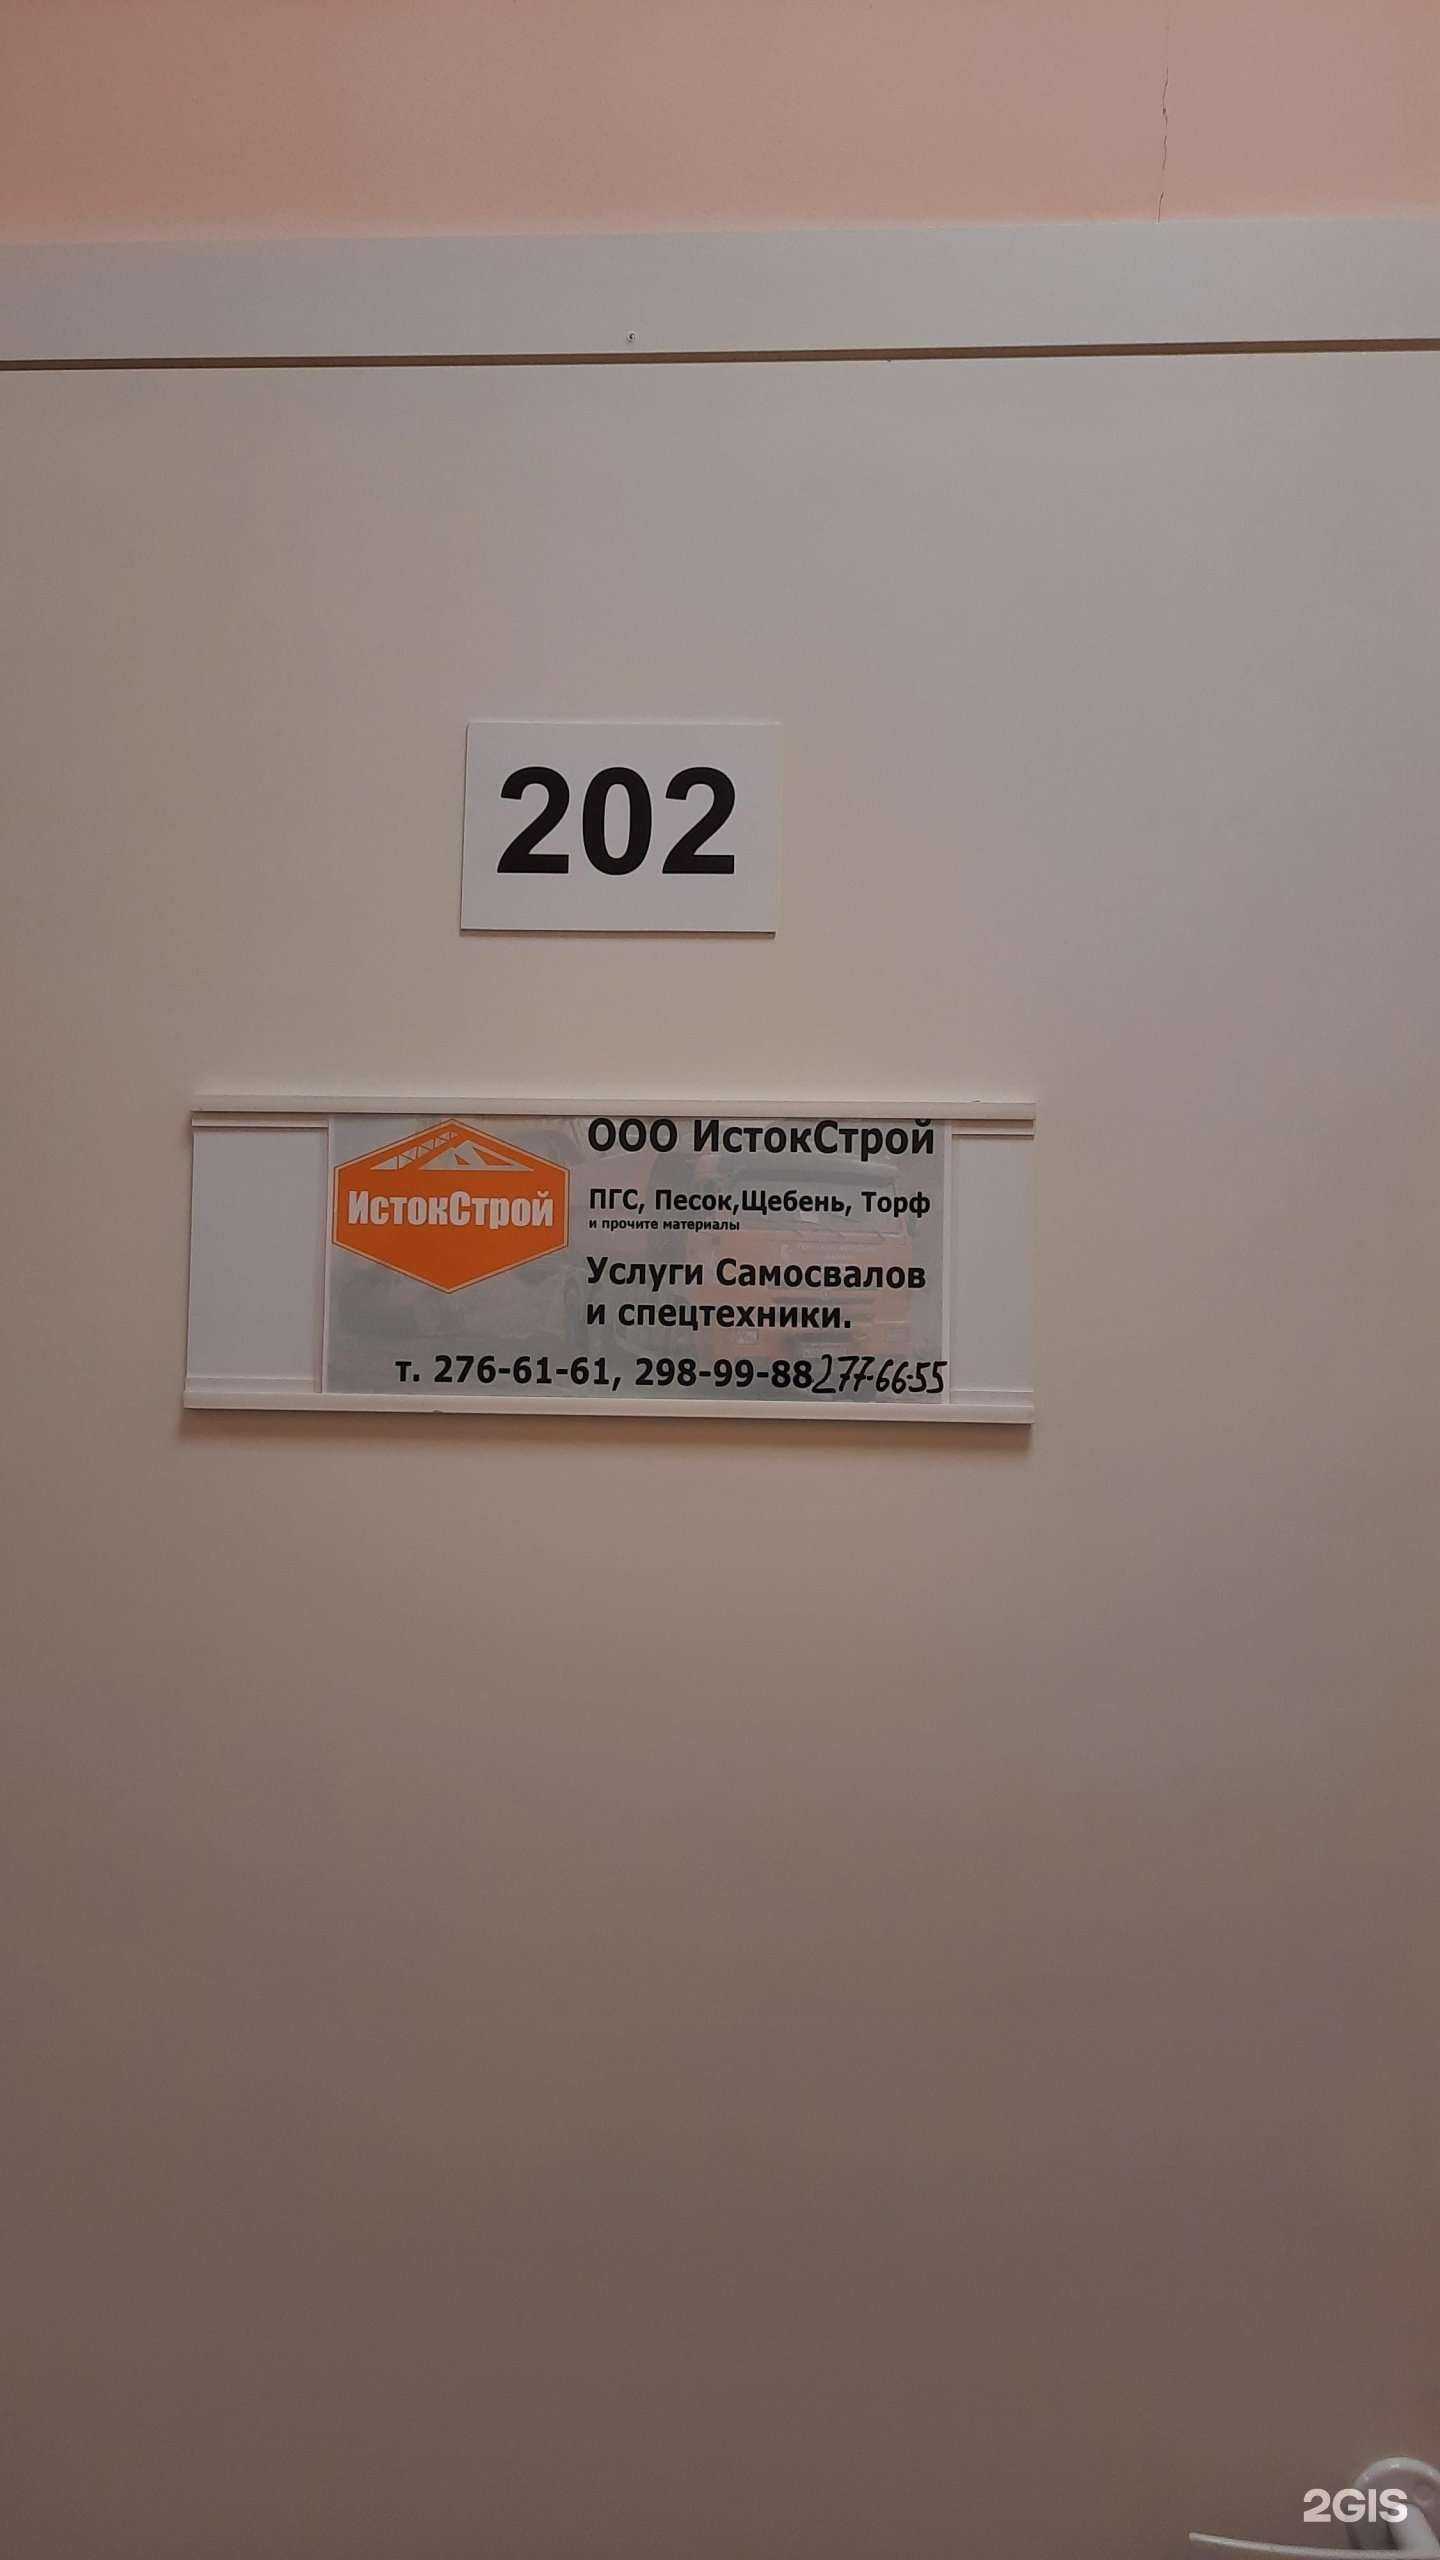 202
ООО ИстокСтрой
ИстокСтрой
ПГС, Песок,Щебень, Торф
и прочите материалы
Услуги Самосвалов
и спецтехники.
т. 276-61-61, 298-99-88 277-66-55
2GIS